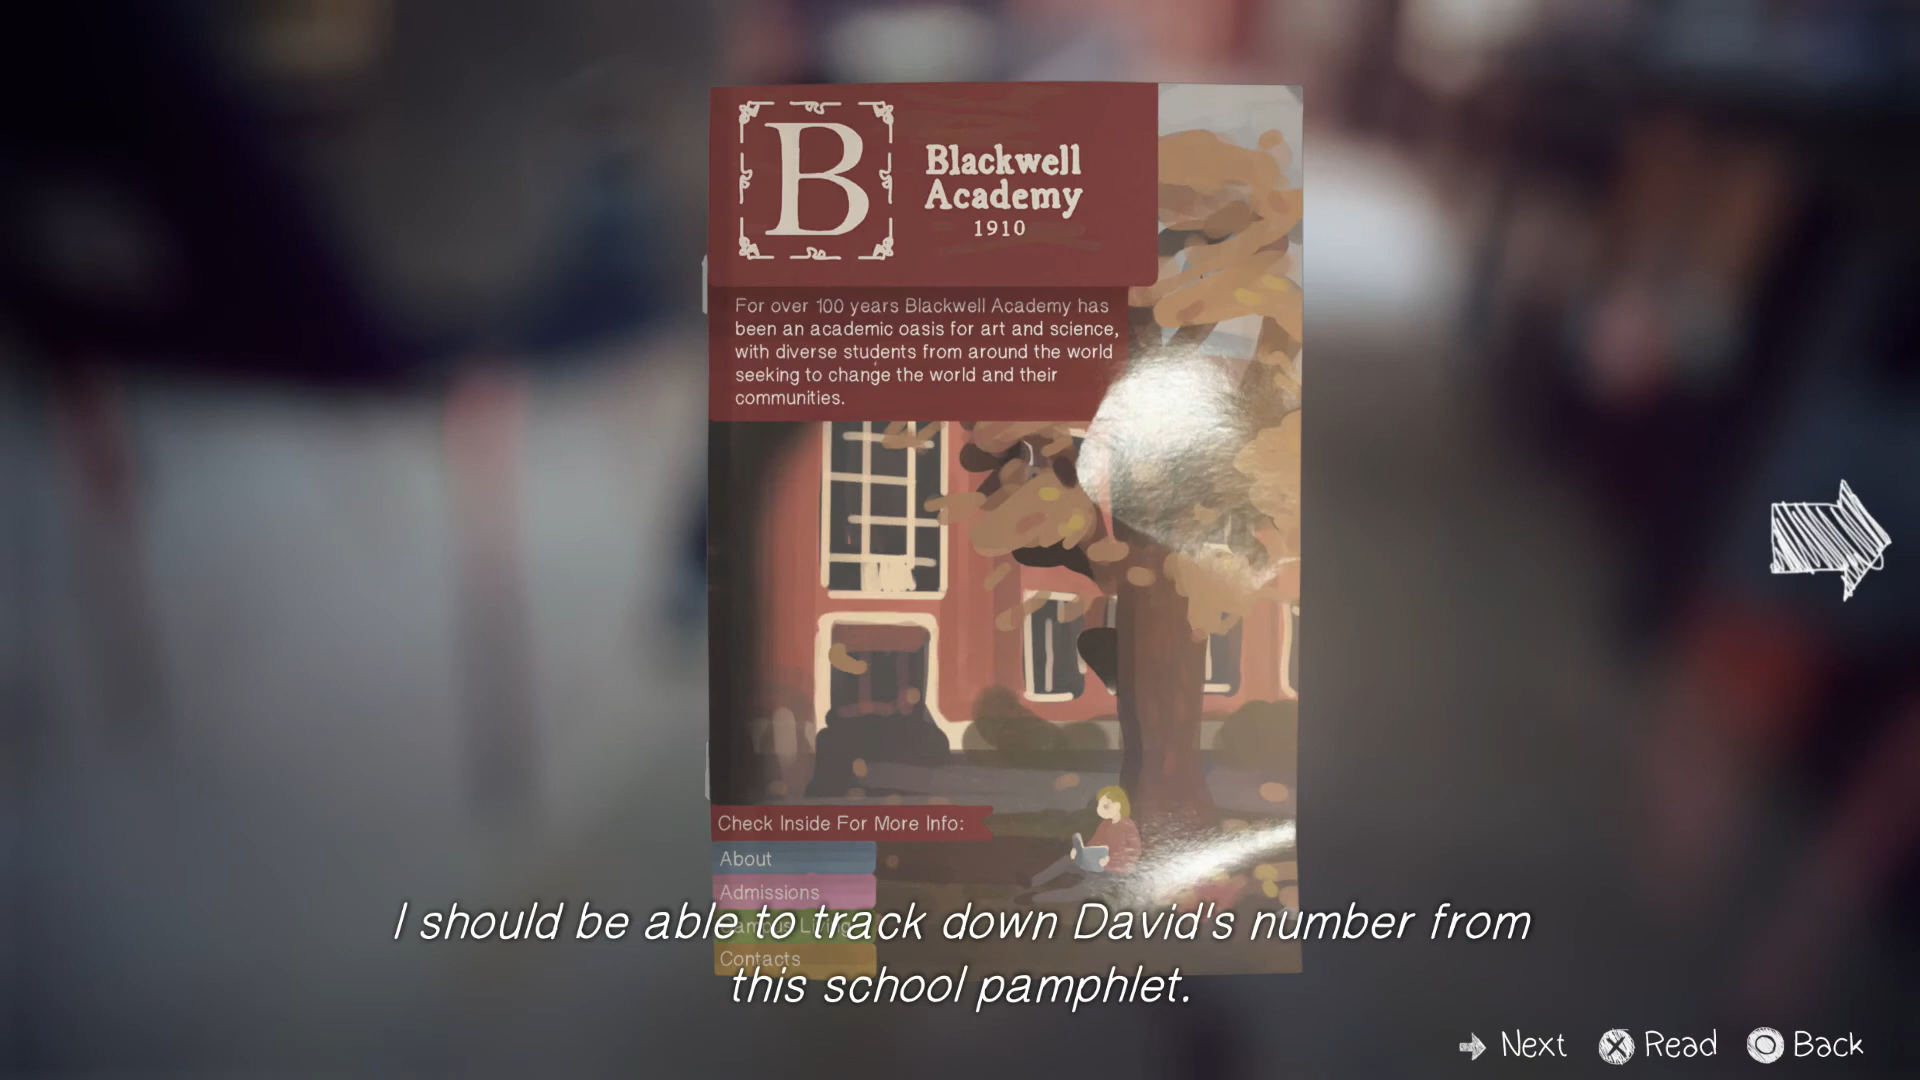 B
Blackwell
Academy
1910
For over 100 years Blackwell Academy has
been an academic oasis for art and science,
with diverse students from around the world
seeking to change the world and their
communities.
Check Inside For More Info:
About
Admissions
Campus Living
Contacts
I should be able to track down David's number from
this school pamphlet.
Next
Read
Back